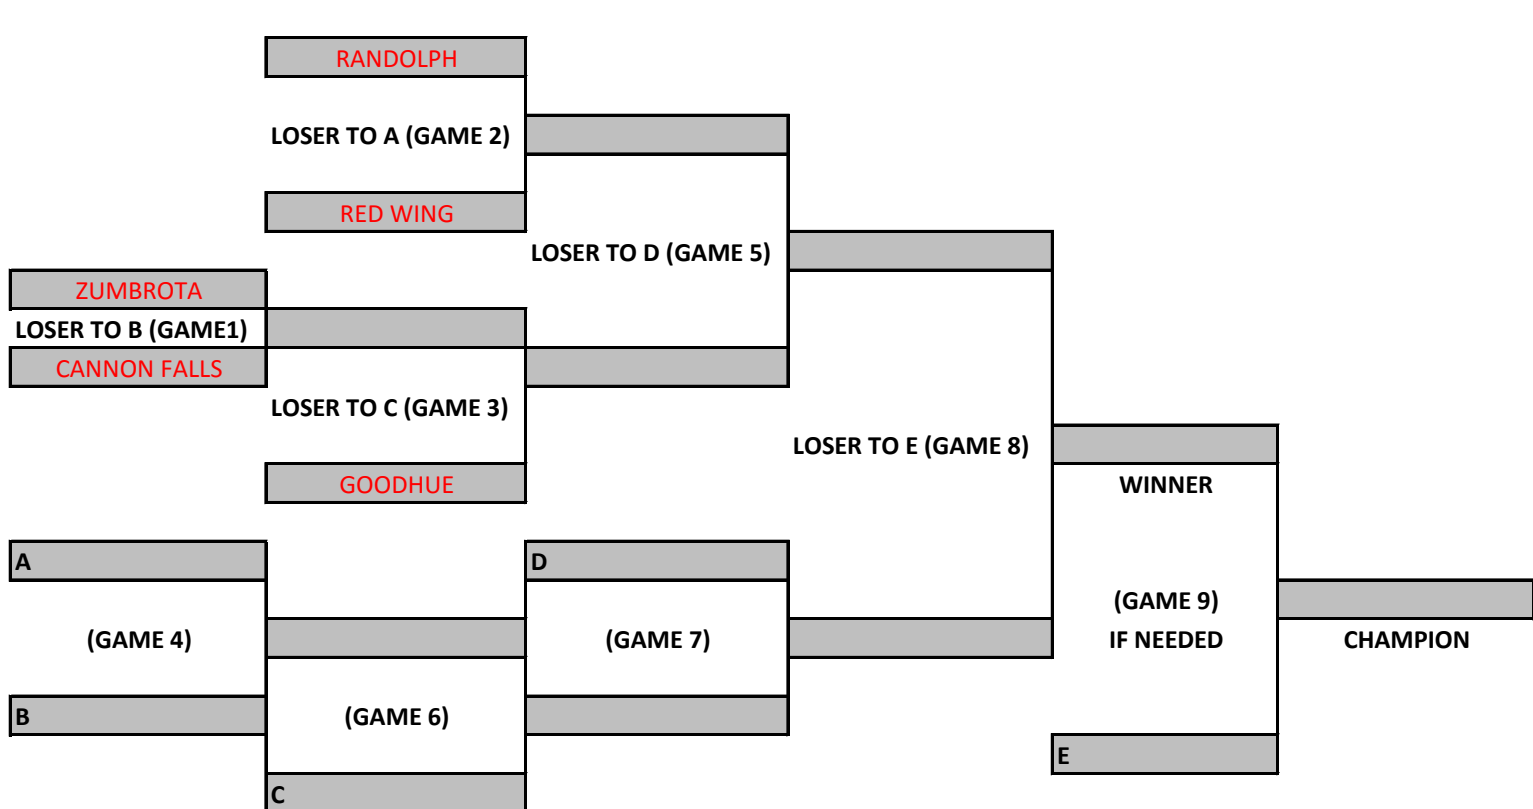 RANDOLPH
LOSER TO A (GAME 2)
RED WING
LOSER TO D (GAME 5)
ZUMBROTA
LOSER TO B (GAME1)
CANNON FALLS
LOSER TO C (GAME 3)
LOSER TO E (GAME 8)
GOODHUE
WINNER
A
D
(GAME 9)
(GAME 4)
(GAME 7)
IF NEEDED
CHAMPION
B
(GAME 6)
E
C